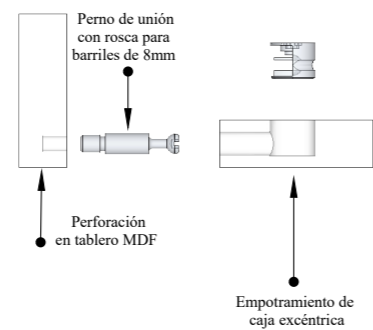 Perno de unión
con rosca para
barriles de 8mm
Perforación
en tablero MDF
Empotramiento de
caja excéntrica